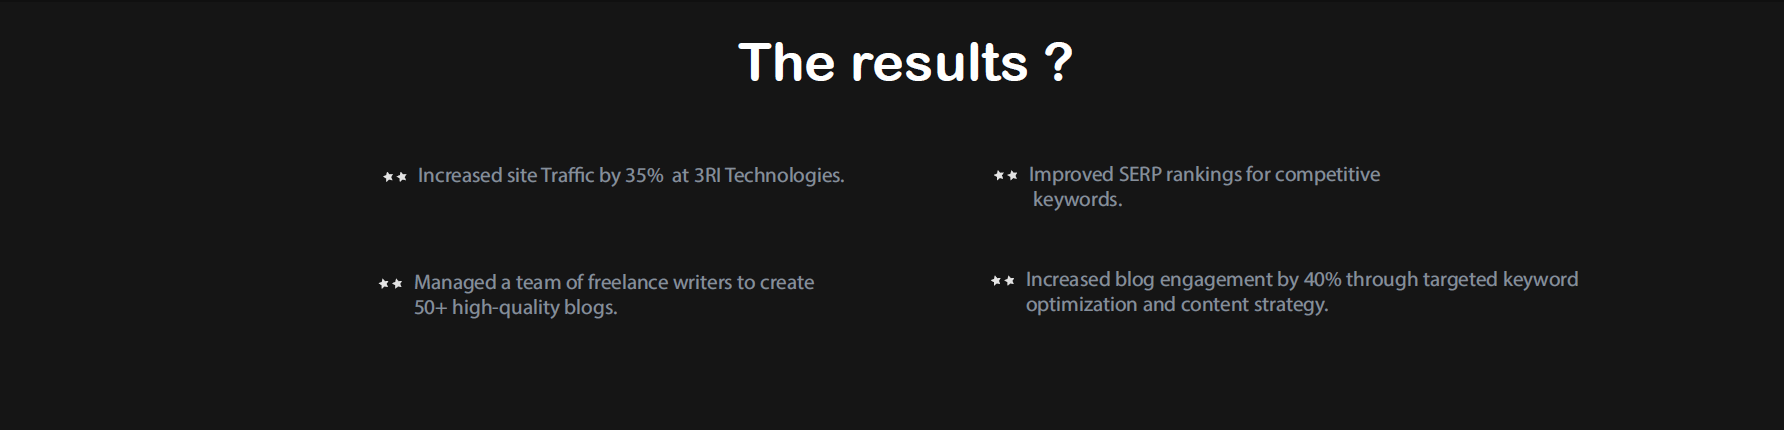 The results ?
Increased site Traffic by 35% at 3RI Technologies.
Improved SERP rankings for competitive
keywords.
Managed a team of freelance writers to create
50+ high-quality blogs.
Increased blog engagement by 40% through targeted keyword
optimization and content strategy.